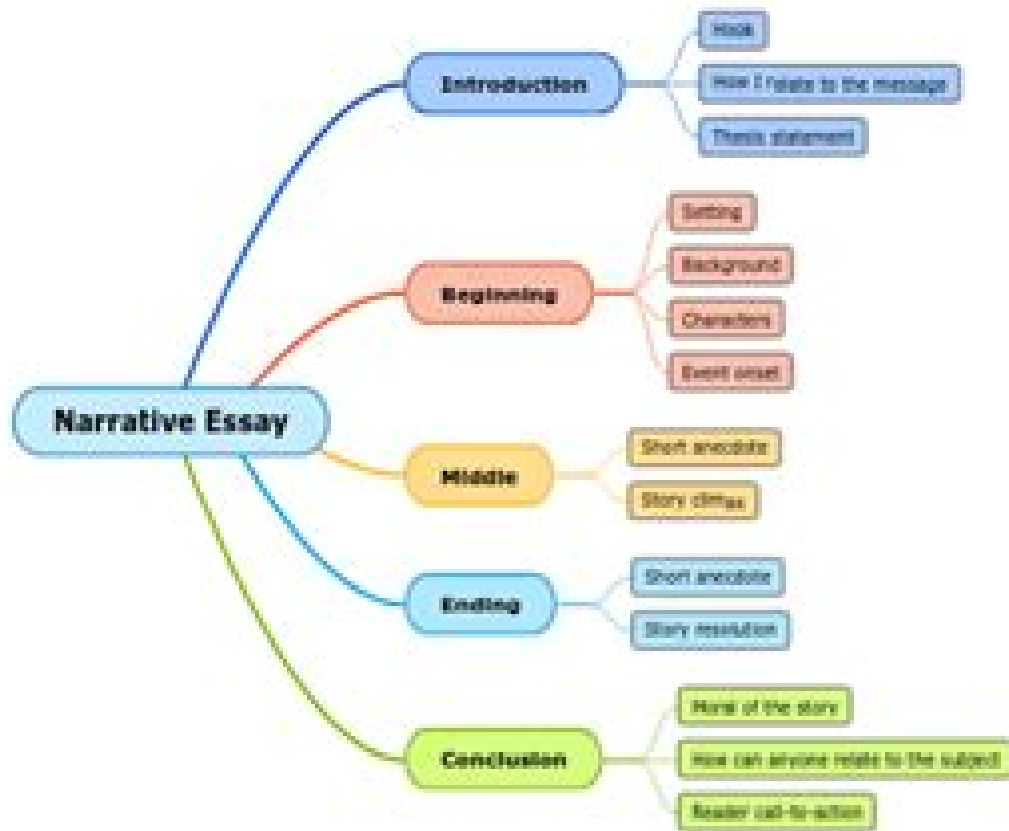 Narrative Essay
Introduction
Hook
How I relate to the message
Thesis statement
Beginning
Setting
Background
Characters
Event onset
Middle
Short anecdote
Story climax
Ending
Short anecdote
Story resolution
Conclusion
Moral of the story
How can anyone relate to the subject
Reader call-to-action